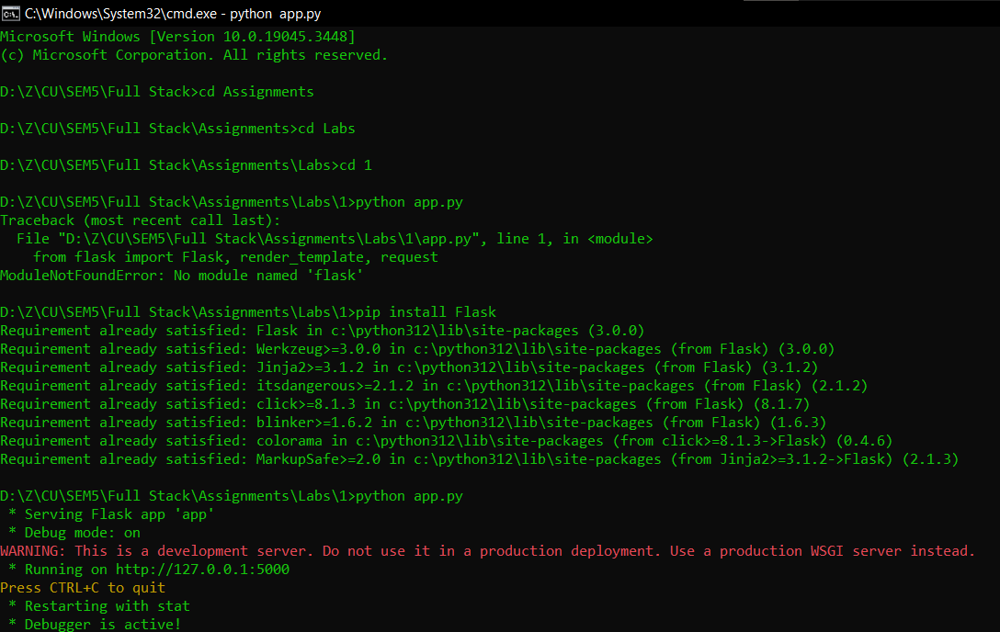 C:\Windows\System32\cmd.exe - python  app.py
Microsoft Windows [Version 10.0.19045.3448]
(c) Microsoft Corporation. All rights reserved.
D:\Z\CU\SEM5\Full Stack>cd Assignments
D:\Z\CU\SEM5\Full Stack\Assignments>cd Labs
D:\Z\CU\SEM5\Full Stack\Assignments\Labs>cd 1
D:\Z\CU\SEM5\Full Stack\Assignments\Labs\1>python app.py
Traceback (most recent call last):
  File "D:\Z\CU\SEM5\Full Stack\Assignments\Labs\1\app.py", line 1, in <module>
    from flask import Flask, render_template, request
ModuleNotFoundError: No module named 'flask'
D:\Z\CU\SEM5\Full Stack\Assignments\Labs\1>pip install Flask
Requirement already satisfied: Flask in c:\python312\lib\site-packages (3.0.0)
Requirement already satisfied: Werkzeug>=3.0.0 in c:\python312\lib\site-packages (from Flask) (3.0.0)
Requirement already satisfied: Jinja2>=3.1.2 in c:\python312\lib\site-packages (from Flask) (3.1.2)
Requirement already satisfied: itsdangerous>=2.1.2 in c:\python312\lib\site-packages (from Flask) (2.1.2)
Requirement already satisfied: click>=8.1.3 in c:\python312\lib\site-packages (from Flask) (8.1.7)
Requirement already satisfied: blinker>=1.6.2 in c:\python312\lib\site-packages (from Flask) (1.6.3)
Requirement already satisfied: colorama in c:\python312\lib\site-packages (from click>=8.1.3->Flask) (0.4.6)
Requirement already satisfied: MarkupSafe>=2.0 in c:\python312\lib\site-packages (from Jinja2>=3.1.2->Flask) (2.1.3)
D:\Z\CU\SEM5\Full Stack\Assignments\Labs\1>python app.py
 * Serving Flask app 'app'
 * Debug mode: on
WARNING: This is a development server. Do not use it in a production deployment. Use a production WSGI server instead.
 * Running on http://127.0.0.1:5000
Press CTRL+C to quit
 * Restarting with stat
 * Debugger is active!